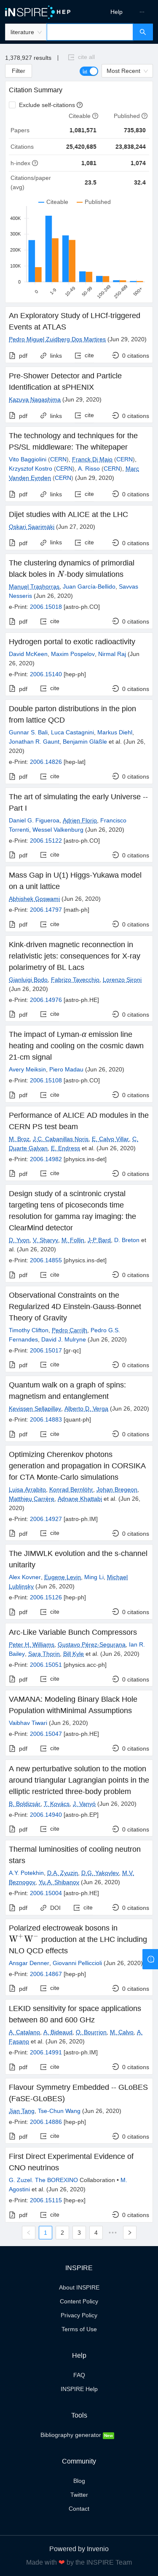 INSPIRE HEP
Help
literature
1,378,927 results | cite all
Filter
Most Recent
Citation Summary
Exclude self-citations
Citeable Published
Papers 1,081,571 735,830
Citations 25,420,685 23,838,244
h-index 1,081 1,074
Citations/paper (avg) 23.5 32.4
Citeable Published
400K
300K
200K
100K
0
0 1-9 10-49 50-99 100-249 250-499 500+
An Exploratory Study of LHCf-triggered
Events at ATLAS
Pedro Miguel Zuidberg Dos Martires (Jun 29, 2020)
pdf links cite 0 citations
Pre-Shower Detector and Particle
Identification at sPHENIX
Kazuya Nagashima (Jun 29, 2020)
pdf links cite 0 citations
The technology and techniques for the
PS/SL middleware: The whitepaper
Vito Baggiolini (CERN), Franck Di Maio (CERN),
Krzysztof Kostro (CERN), A. Risso (CERN), Marc
Vanden Eynden (CERN) (Jun 29, 2020)
pdf links cite 0 citations
Dijet studies with ALICE at the LHC
Oskari Saarimäki (Jun 27, 2020)
pdf links cite 0 citations
The clustering dynamics of primordial
black holes in N body simulations
Manuel Trashorras, Juan García-Bellido, Savvas
Nesseris (Jun 26, 2020)
e-Print: 2006.15018 [astro-ph.CO]
pdf cite 0 citations
Hydrogen portal to exotic radioactivity
David McKeen, Maxim Pospelov, Nirmal Raj (Jun
26, 2020)
e-Print: 2006.15140 [hep-ph]
pdf cite 0 citations
Double parton distributions in the pion
from lattice QCD
Gunnar S. Bali, Luca Castagnini, Markus Diehl,
Jonathan R. Gaunt, Benjamin Gläßle et al. (Jun 26,
2020)
e-Print: 2006.14826 [hep-lat]
pdf cite 0 citations
The art of simulating the early Universe --
Part I
Daniel G. Figueroa, Adrien Florio, Francisco
Torrenti, Wessel Valkenburg (Jun 26, 2020)
e-Print: 2006.15122 [astro-ph.CO]
pdf cite 0 citations
Mass Gap in U(1) Higgs-Yukawa model
on a unit lattice
Abhishek Goswami (Jun 26, 2020)
e-Print: 2006.14797 [math-ph]
pdf cite 0 citations
Kink-driven magnetic reconnection in
relativistic jets: consequences for X-ray
polarimetry of BL Lacs
Gianluigi Bodo, Fabrizio Tavecchio, Lorenzo Sironi
(Jun 26, 2020)
e-Print: 2006.14976 [astro-ph.HE]
pdf cite 0 citations
The impact of Lyman-α emission line
heating and cooling on the cosmic dawn
21-cm signal
Avery Meiksin, Piero Madau (Jun 26, 2020)
e-Print: 2006.15108 [astro-ph.CO]
pdf cite 0 citations
Performance of ALICE AD modules in the
CERN PS test beam
M. Broz, J.C. Cabanillas Noris, E. Calvo Villar, C.
Duarte Galvan, E. Endress et al. (Jun 26, 2020)
e-Print: 2006.14982 [physics.ins-det]
pdf cite 0 citations
Design study of a scintronic crystal
targeting tens of picoseconds time
resolution for gamma ray imaging: the
ClearMind detector
D. Yvon, V. Sharyy, M. Follin, J-P Bard, D. Breton et
al. (Jun 26, 2020)
e-Print: 2006.14855 [physics.ins-det]
pdf cite 0 citations
Observational Constraints on the
Regularized 4D Einstein-Gauss-Bonnet
Theory of Gravity
Timothy Clifton, Pedro Carrilh, Pedro G.S.
Fernandes, David J. Mulryne (Jun 26, 2020)
e-Print: 2006.15017 [gr-qc]
pdf cite 0 citations
Quantum walk on a graph of spins:
magnetism and entanglement
Kevissen Sellapillay, Alberto D. Verga (Jun 26, 2020)
e-Print: 2006.14883 [quant-ph]
pdf cite 0 citations
Optimizing Cherenkov photons
generation and propagation in CORSIKA
for CTA Monte-Carlo simulations
Luisa Arrabito, Konrad Bernlöhr, Johan Bregeon,
Matthieu Carrère, Adnane Khattabi et al. (Jun 26,
2020)
e-Print: 2006.14927 [astro-ph.IM]
pdf cite 0 citations
The JIMWLK evolution and the s-channel
unitarity
Alex Kovner, Eugene Levin, Ming Li, Michael
Lublinsky (Jun 26, 2020)
e-Print: 2006.15126 [hep-ph]
pdf cite 0 citations
Arc-Like Variable Bunch Compressors
Peter H. Williams, Gustavo Pérez-Segurana, Ian R.
Bailey, Sara Thorin, Bill Kyle et al. (Jun 26, 2020)
e-Print: 2006.15051 [physics.acc-ph]
pdf cite 0 citations
VAMANA: Modeling Binary Black Hole
Population withMinimal Assumptions
Vaibhav Tiwari (Jun 26, 2020)
e-Print: 2006.15047 [astro-ph.HE]
pdf cite 0 citations
A new perturbative solution to the motion
around triangular Lagrangian points in the
elliptic restricted three body problem
B. Boldizsár, T. Kovács, J. Vanyó (Jun 26, 2020)
e-Print: 2006.14940 [astro-ph.EP]
pdf cite 0 citations
Thermal luminosities of cooling neutron
stars
A.Y. Potekhin, D.A. Zyuzin, D.G. Yakovlev, M.V.
Beznogov, Yu.A. Shibanov (Jun 26, 2020)
e-Print: 2006.15004 [astro-ph.HE]
pdf DOI cite 0 citations
Polarized electroweak bosons in
W⁺W⁻ production at the LHC including
NLO QCD effects
Ansgar Denner, Giovanni Pelliccioli (Jun 26, 2020)
e-Print: 2006.14867 [hep-ph]
pdf cite 0 citations
LEKID sensitivity for space applications
between 80 and 600 GHz
A. Catalano, A. Bideaud, O. Bourrion, M. Calvo, A.
Fasano et al. (Jun 26, 2020)
e-Print: 2006.14991 [astro-ph.IM]
pdf cite 0 citations
Flavour Symmetry Embedded -- GLoBES
(FaSE-GLoBES)
Jian Tang, Tse-Chun Wang (Jun 26, 2020)
e-Print: 2006.14886 [hep-ph]
pdf cite 0 citations
First Direct Experimental Evidence of
CNO neutrinos
G. Guzel. The BOREXINO Collaboration • M.
Agostini et al. (Jun 26, 2020)
e-Print: 2006.15115 [hep-ex]
pdf cite 0 citations
1 2 3 4 •••
INSPIRE
About INSPIRE
Content Policy
Privacy Policy
Terms of Use
Help
FAQ
INSPIRE Help
Tools
Bibliography generator New
Community
Blog
Twitter
Contact
Powered by Invenio
Made with ❤ by the INSPIRE Team